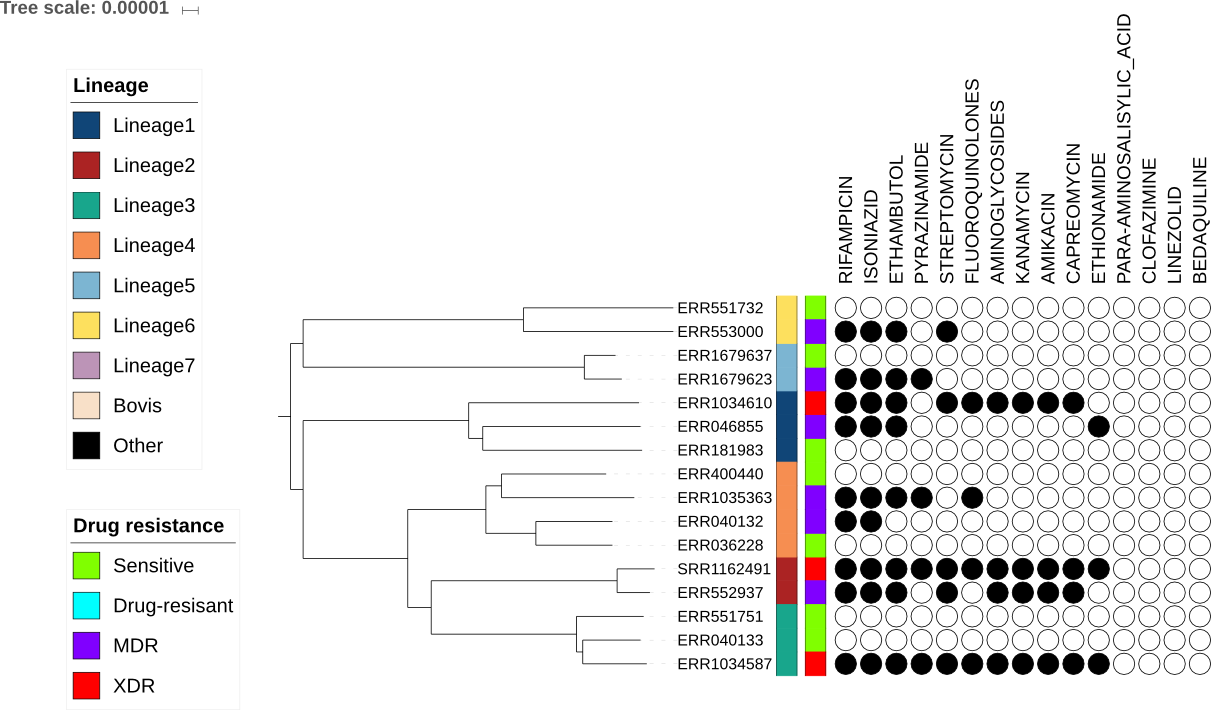 Tree scale: 0.00001
Lineage
Lineage1
Lineage2
Lineage3
Lineage4
Lineage5
Lineage6
Lineage7
Bovis
Other
Drug resistance
Sensitive
Drug-resisant
MDR
XDR
RIFAMPICIN
ISONIAZID
ETHAMBUTOL
PYRAZINAMIDE
STREPTOMYCIN
FLUOROQUINOLONES
AMINOGLYCOSIDES
KANAMYCIN
AMIKACIN
CAPREOMYCIN
ETHIONAMIDE
PARA-AMINOSALISYLIC_ACID
CLOFAZIMINE
LINEZOLID
BEDAQUILINE
ERR551732
ERR553000
ERR1679637
ERR1679623
ERR1034610
ERR046855
ERR181983
ERR400440
ERR1035363
ERR040132
ERR036228
SRR1162491
ERR552937
ERR551751
ERR040133
ERR1034587